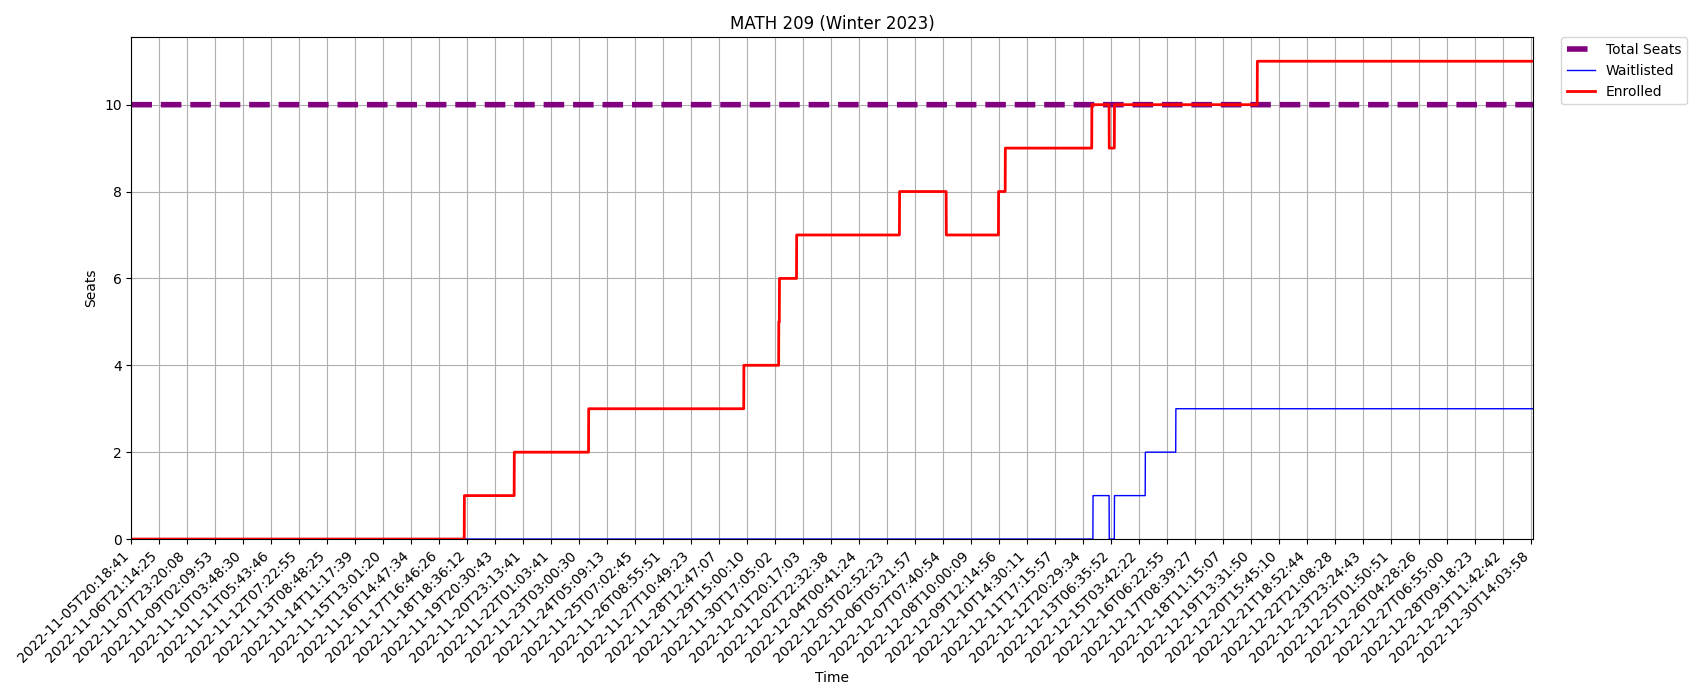 MATH 209 (Winter 2023)
Total Seats
Waitlisted
Enrolled
Seats
10
8
6
4
2
0
2022-11-05T20:18:41
2022-11-06T21:14:25
2022-11-07T23:20:08
2022-11-09T02:09:53
2022-11-10T03:48:30
2022-11-11T05:43:46
2022-11-12T07:22:55
2022-11-13T08:48:25
2022-11-14T11:17:39
2022-11-15T13:01:20
2022-11-16T14:47:34
2022-11-17T16:46:26
2022-11-18T18:36:12
2022-11-19T20:30:43
2022-11-20T23:13:41
2022-11-22T01:03:41
2022-11-23T03:00:30
2022-11-24T05:09:13
2022-11-25T07:02:45
2022-11-26T08:55:51
2022-11-27T10:49:23
2022-11-28T12:47:07
2022-11-29T15:00:10
2022-11-30T17:05:02
2022-12-01T20:17:03
2022-12-02T22:32:38
2022-12-04T00:41:24
2022-12-05T02:52:23
2022-12-06T05:21:57
2022-12-07T07:40:54
2022-12-08T10:00:09
2022-12-09T12:14:56
2022-12-10T14:30:11
2022-12-11T17:15:57
2022-12-12T20:29:34
2022-12-13T06:35:52
2022-12-15T03:42:22
2022-12-16T06:22:55
2022-12-17T08:39:27
2022-12-18T11:15:07
2022-12-19T13:31:50
2022-12-20T15:45:10
2022-12-21T18:52:44
2022-12-22T21:08:28
2022-12-23T23:24:43
2022-12-25T01:50:51
2022-12-26T04:28:26
2022-12-27T06:55:00
2022-12-28T09:18:23
2022-12-29T11:42:42
2022-12-30T14:03:58
Time